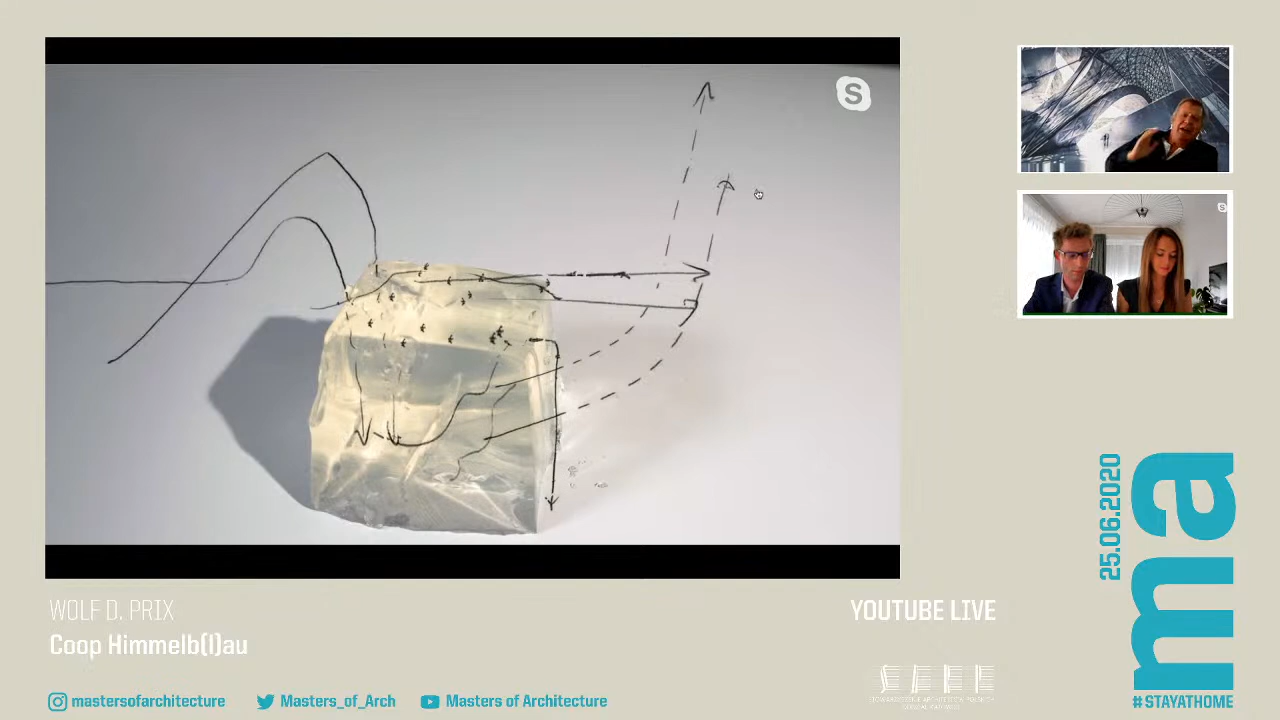 S
S
WOLF D. PRIX
Coop Himmelb(l)au
YOUTUBE LIVE
mastersofarchitecture
Masters_of_Arch
Masters of Architecture
25.06.2020
ma
#STAYATHOME